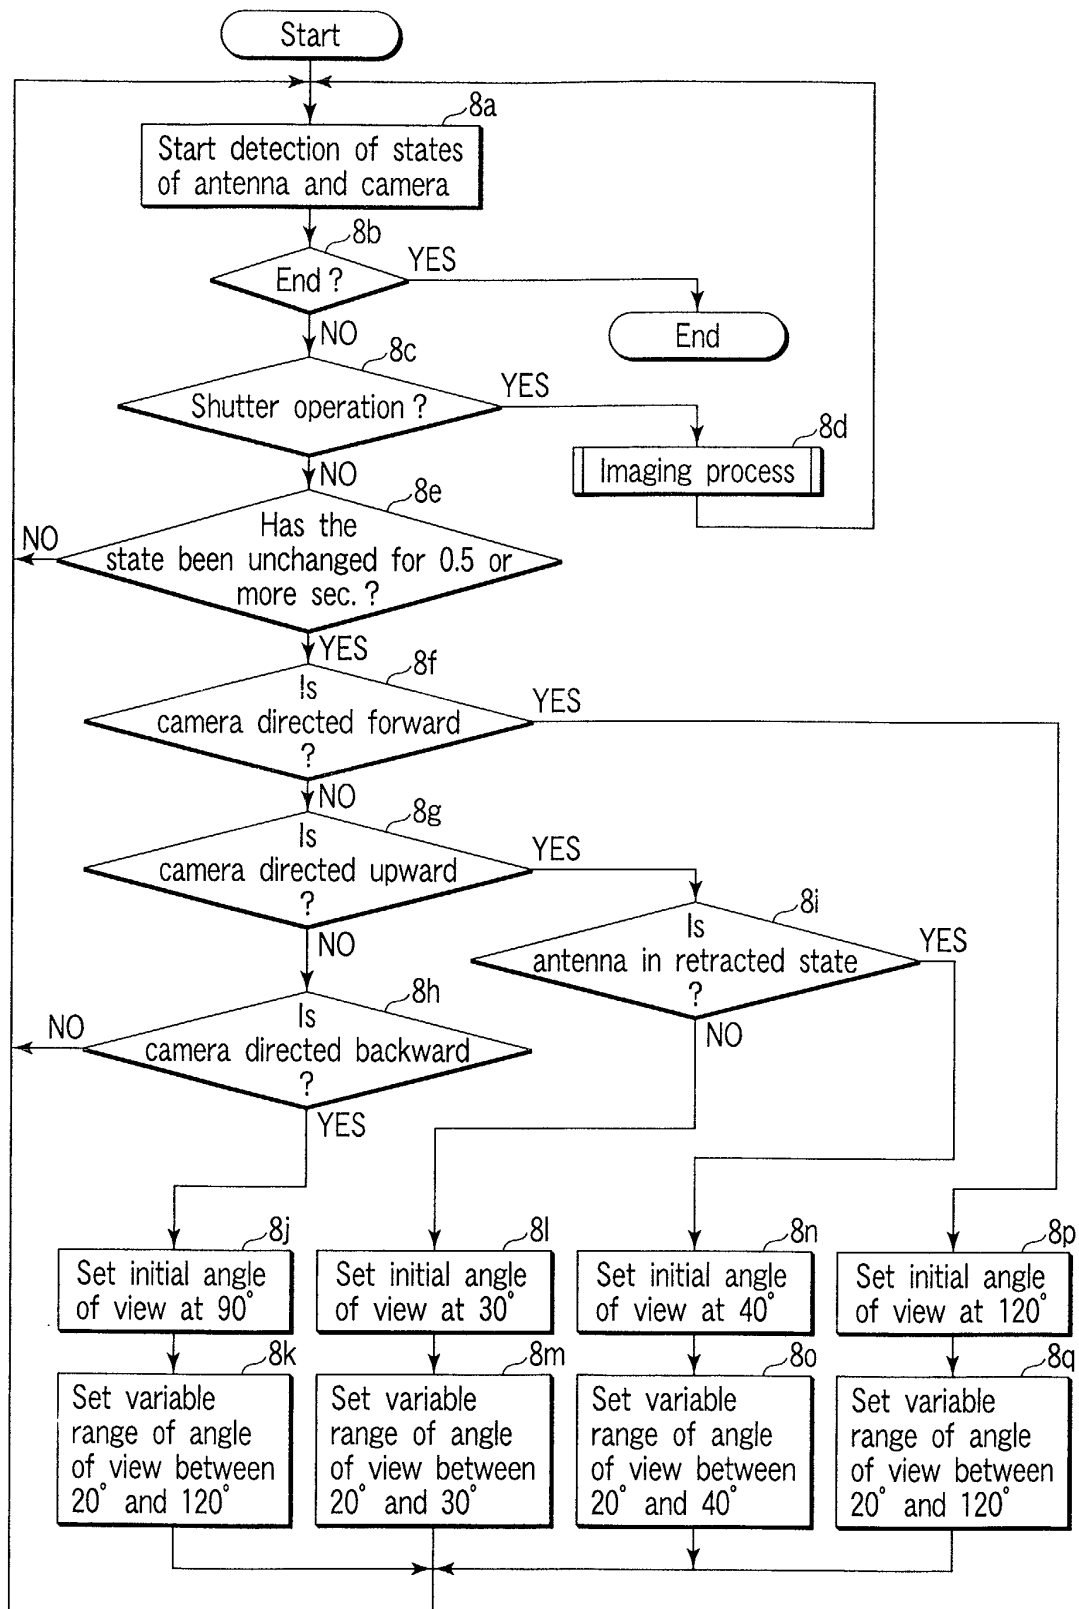 Start
8a
Start detection of states
of antenna and camera
8b
End ?
YES
End
NO
8c
Shutter operation ?
YES
8d
Imaging process
NO
8e
Has the
state been unchanged for 0.5 or
more sec. ?
NO
YES
8f
Is
camera directed forward
?
YES
NO
8g
Is
camera directed upward
?
YES
NO
8i
Is
antenna in retracted state
?
YES
NO
8h
Is
camera directed backward
?
NO
YES
8j
Set initial angle
of view at 90°
8l
Set initial angle
of view at 30°
8n
Set initial angle
of view at 40°
8p
Set initial angle
of view at 120°
8k
Set variable
range of angle
of view between
20° and 120°
8m
Set variable
range of angle
of view between
20° and 30°
8o
Set variable
range of angle
of view between
20° and 40°
8q
Set variable
range of angle
of view between
20° and 120°